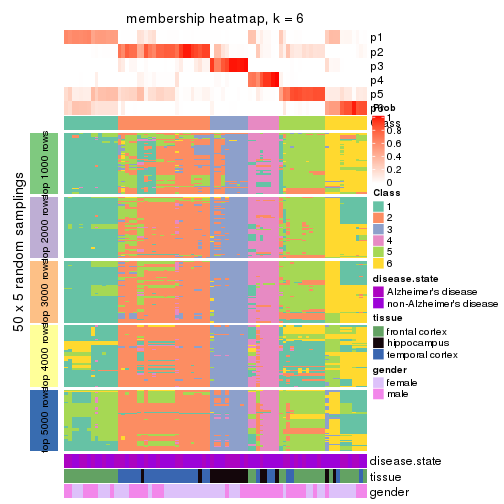 membership heatmap, k = 6
p1
p2
p3
p4
p5
p6
Prob
1
0.8
0.6
0.4
0.2
0
Class
1
2
3
4
5
6
disease.state
Alzheimer's disease
non-Alzheimer's disease
tissue
frontal cortex
hippocampus
temporal cortex
gender
female
male
50 x 5 random samplings
top 1000 rows
top 2000 rows
top 3000 rows
top 4000 rows
top 5000 rows
disease.state
tissue
gender